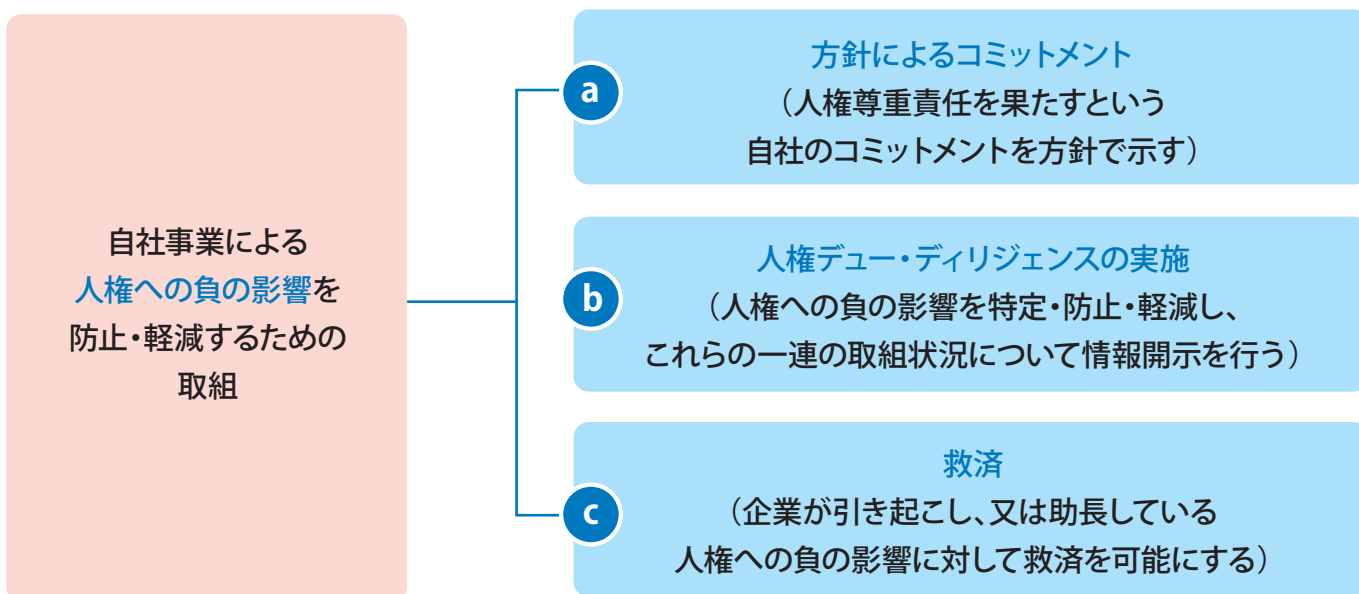 自社事業による
人権への負の影響を
防止・軽減するための
取組
a
方針によるコミットメント
（人権尊重責任を果たすという
自社のコミットメントを方針で示す）
b
人権デュー・ディリジェンスの実施
（人権への負の影響を特定・防止・軽減し、
これらの一連の取組状況について情報開示を行う）
c
救済
（企業が引き起こし、又は助長している
人権への負の影響に対して救済を可能にする）